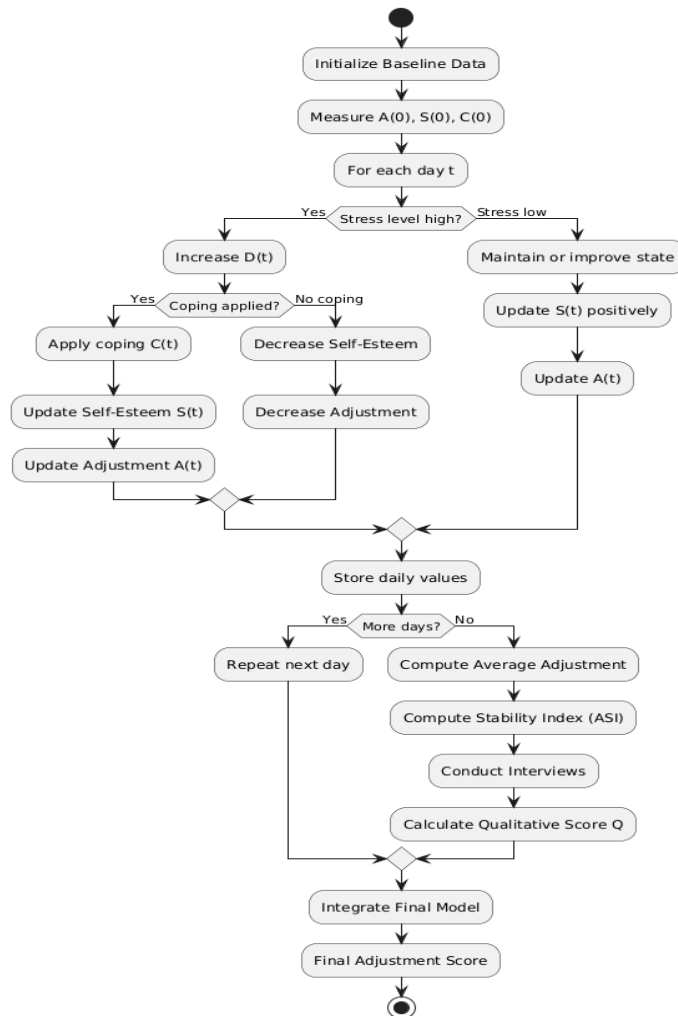 Initialize Baseline Data
Measure A(0), S(0), C(0)
For each day t
Yes
Stress level high?
Stress low
Increase D(t)
Maintain or improve state
Yes
Coping applied?
No coping
Update S(t) positively
Apply coping C(t)
Decrease Self-Esteem
Update A(t)
Update Self-Esteem S(t)
Decrease Adjustment
Update Adjustment A(t)
Store daily values
Yes
More days?
No
Repeat next day
Compute Average Adjustment
Compute Stability Index (ASI)
Conduct Interviews
Calculate Qualitative Score Q
Integrate Final Model
Final Adjustment Score